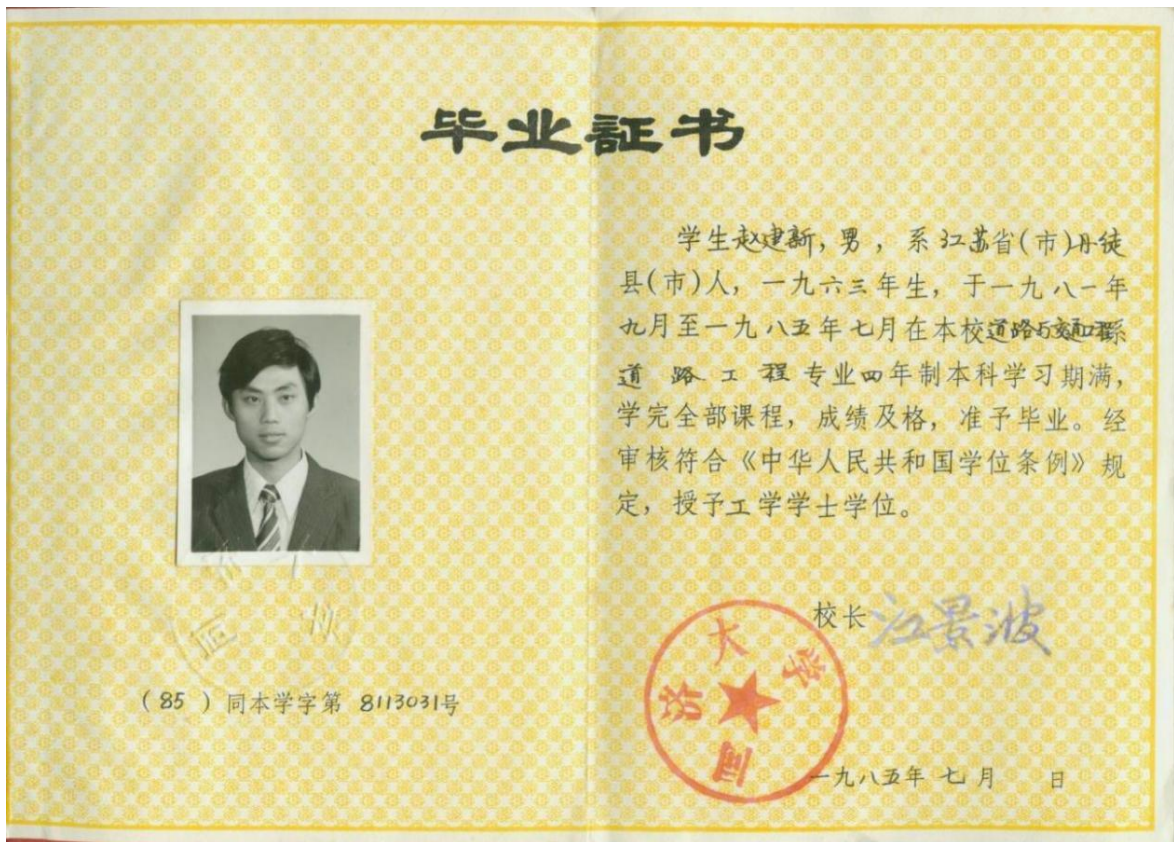 毕业証书
学生赵建新，男，系江苏省(市)丹徒
县(市)人，一九六三年生，于一九八一年
九月至一九八五年七月在本校道路与交通工程系
道路工程专业四年制本科学习期满，
学完全部课程，成绩及格，准予毕业。经
审核符合《中华人民共和国学位条例》规
定，授予工学学士学位。
校长 江景波
同济大学
一九八五年七月 日
(85)同本学字第 8113031号